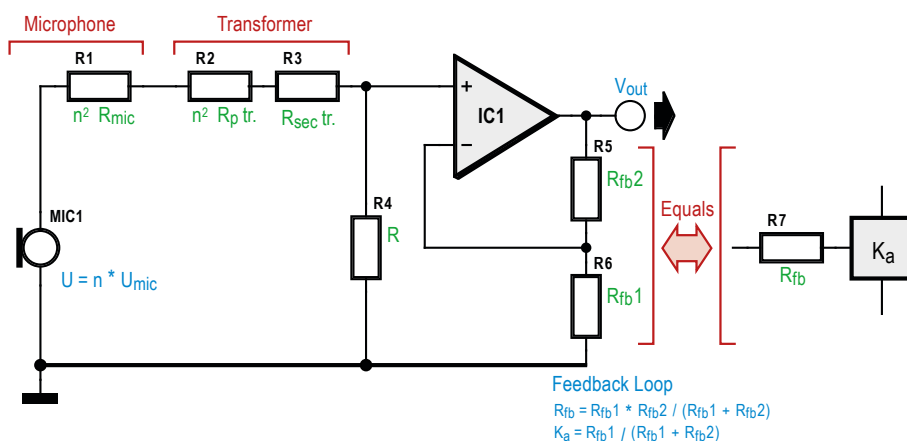 Microphone
Transformer
R1
R2
R3
n² Rmic
n² Rp tr.
Rsec tr.
+
−
IC1
Vout
R5
Rfb2
Equals
R7
Rfb
Ka
MIC1
U = n * Umic
R4
R
R6
Rfb1
Feedback Loop
Rfb = Rfb1 * Rfb2 / (Rfb1 + Rfb2)
Ka = Rfb1 / (Rfb1 + Rfb2)